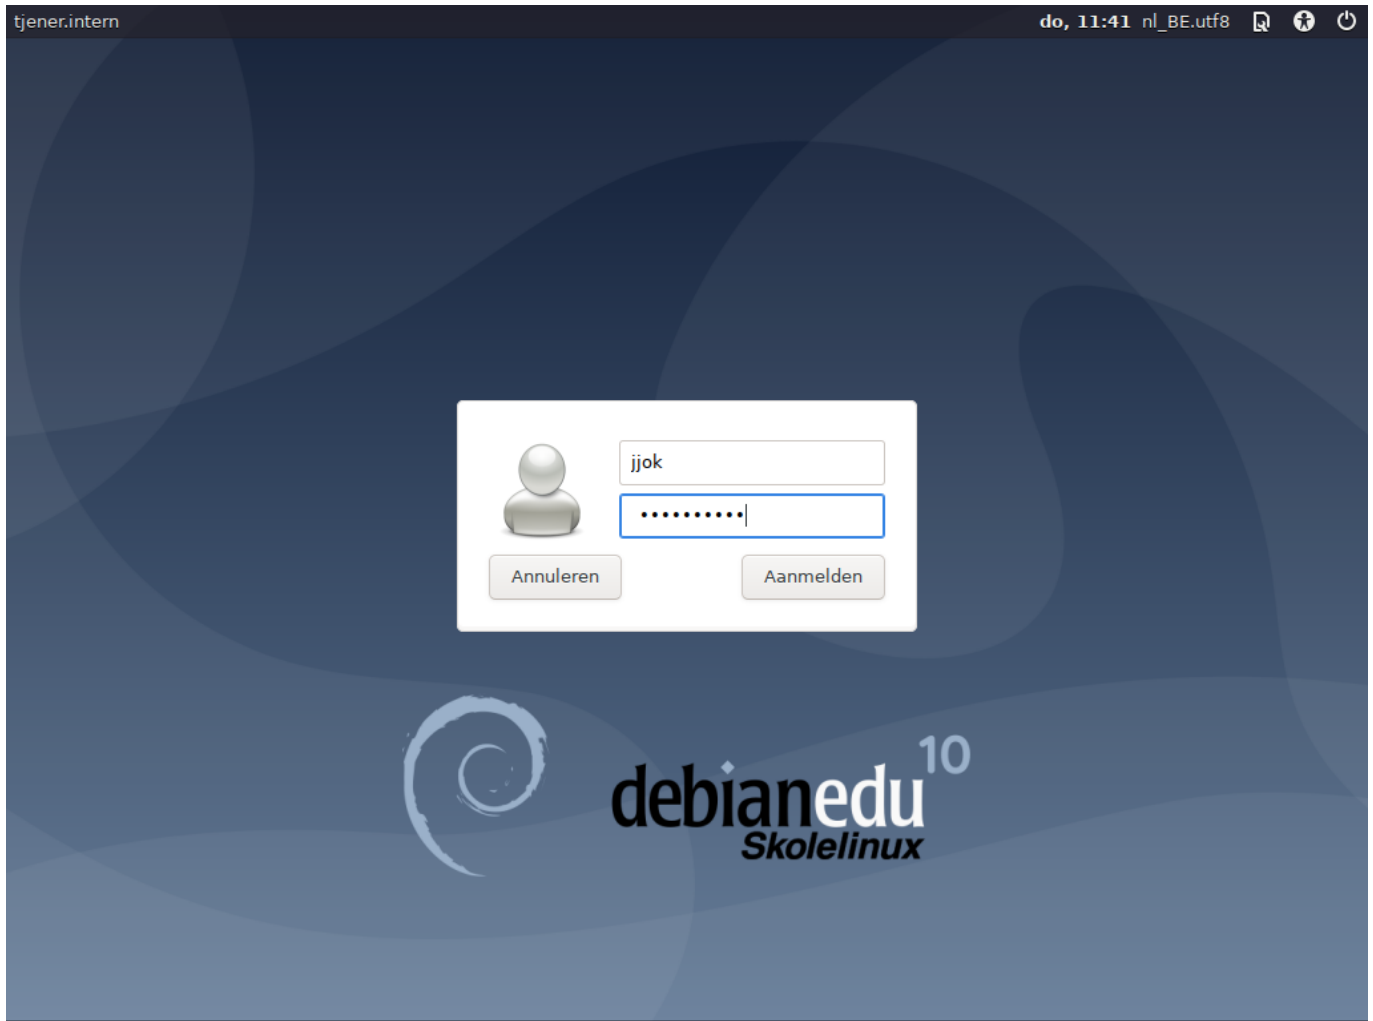 tjener.intern
do, 11:41 nl_BE.utf8
jjok
••••••••••
Annuleren
Aanmelden
debianedu 10
Skolelinux